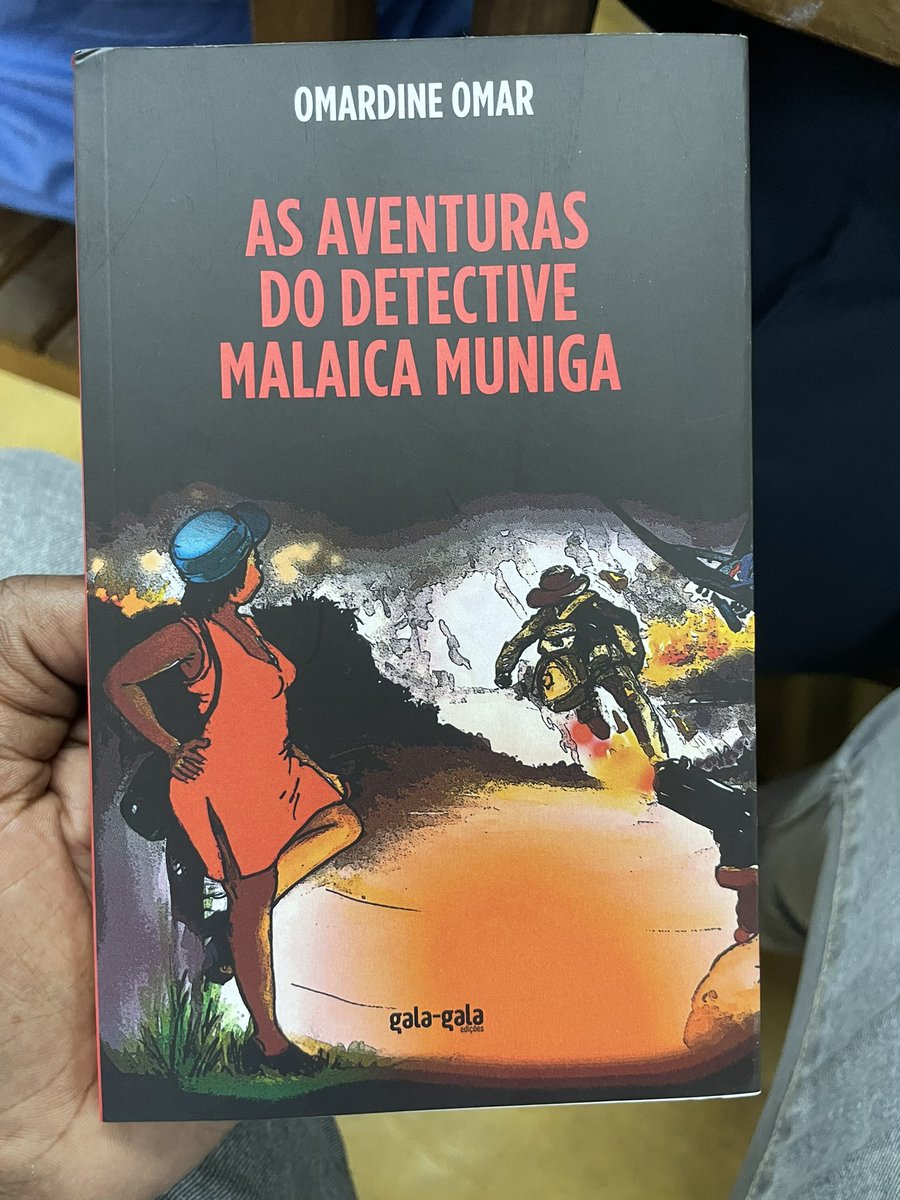 OMARDINE OMAR
AS AVENTURAS
DO DETECTIVE
MALAICA MUNIGA
gala-gala
edições